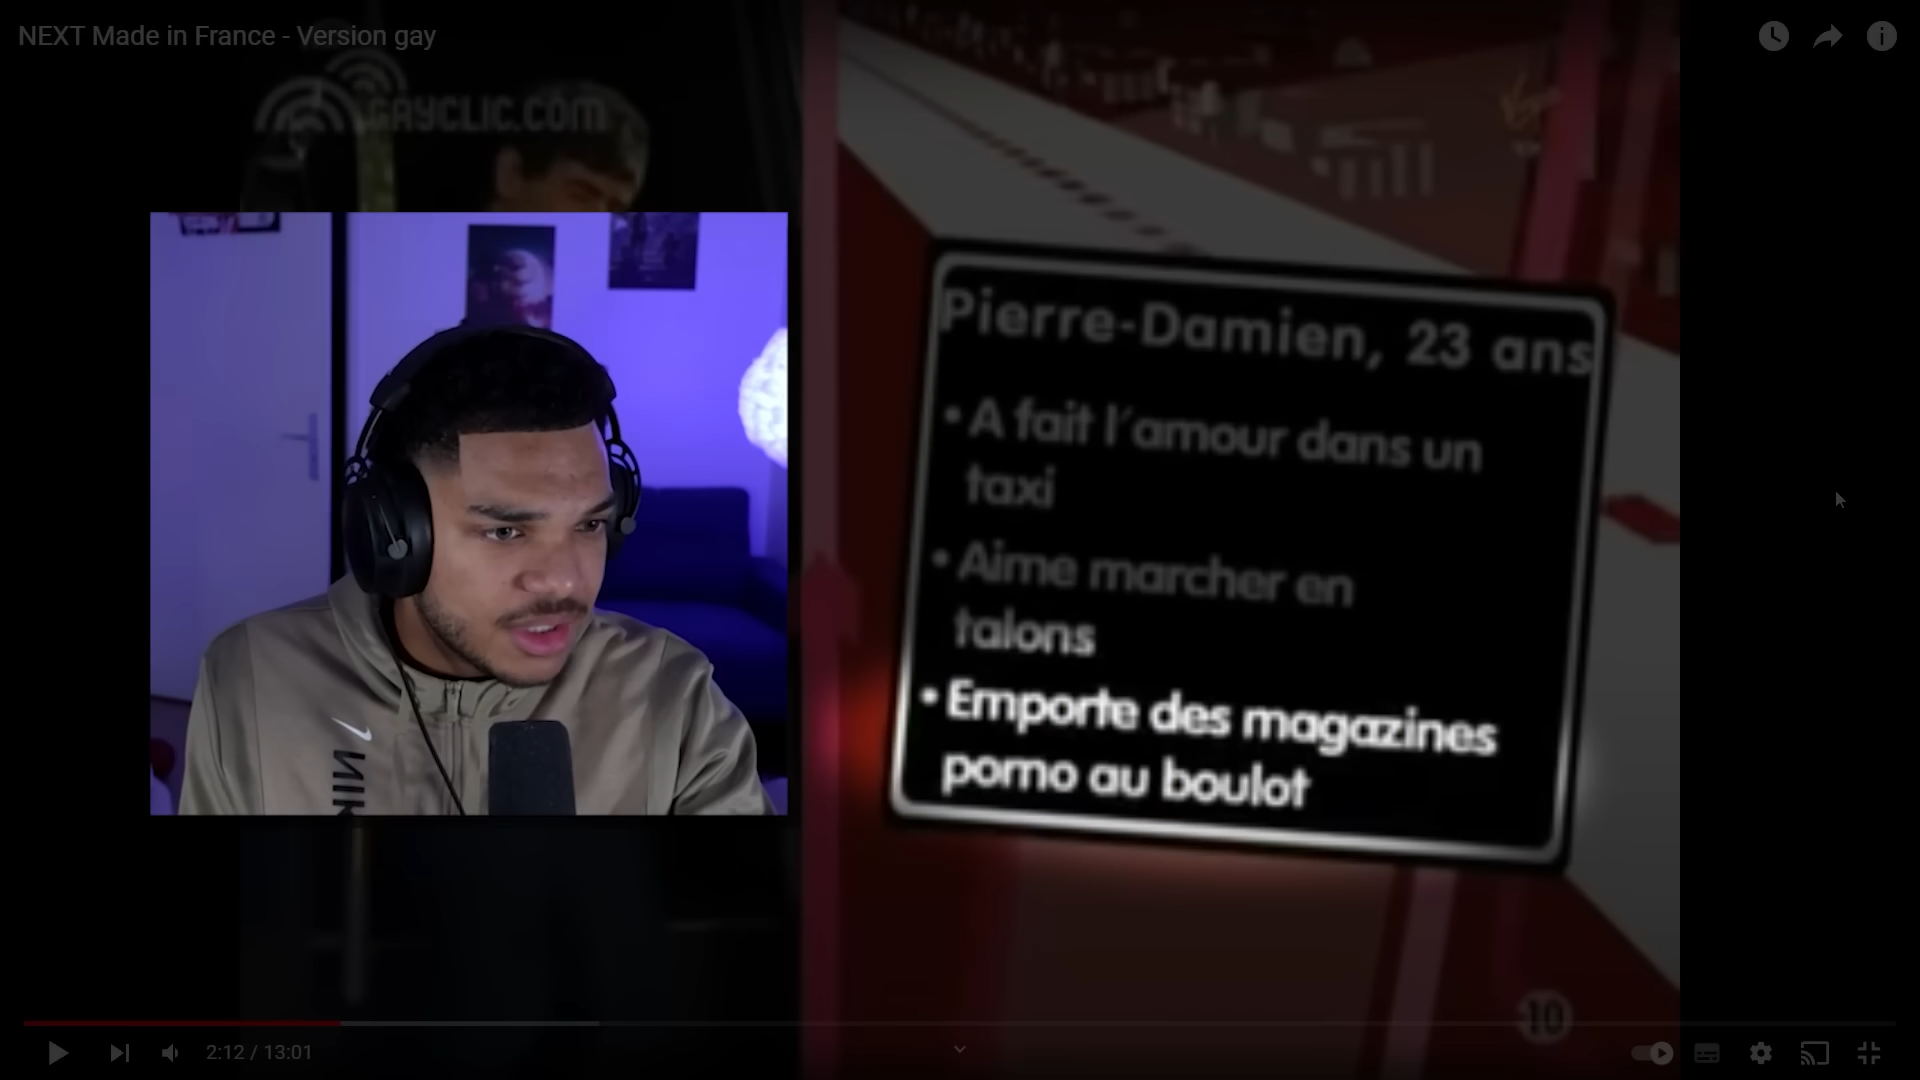 NEXT Made in France - Version gay
GAYCLIC.COM
Pierre-Damien, 23 ans
• A fait l'amour dans un
taxi
• Aime marcher en
talons
• Emporte des magazines
porno au boulot
10
2:12 / 13:01